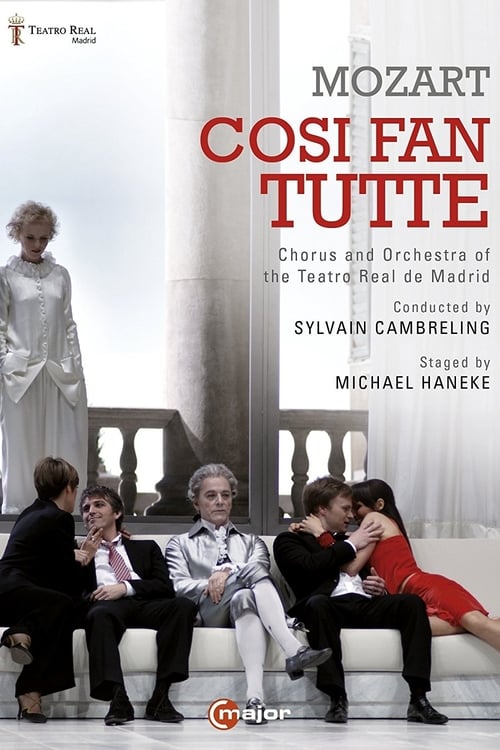 TEATRO REAL
Madrid
MOZART
COSI FAN
TUTTE
Chorus and Orchestra of
the Teatro Real de Madrid
Conducted by
SYLVAIN CAMBRELING
Staged by
MICHAEL HANEKE
C major